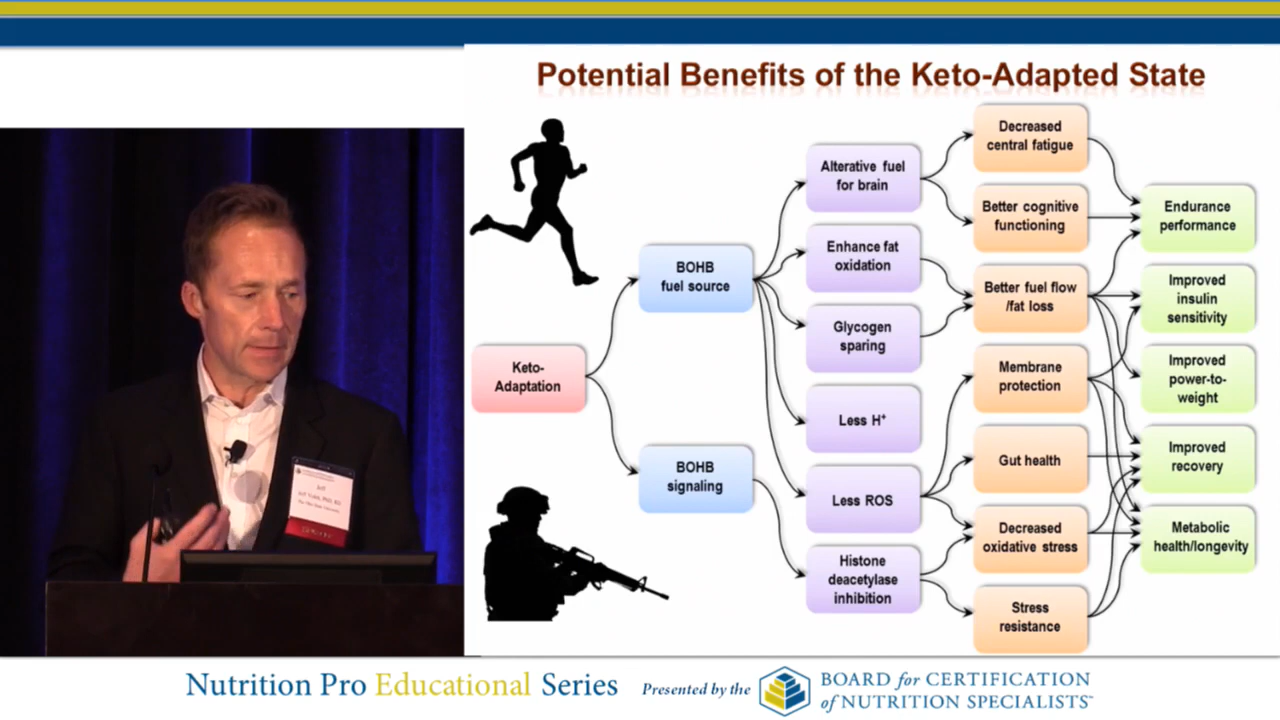 Potential Benefits of the Keto-Adapted State
Keto-
Adaptation
BOHB
fuel source
BOHB
signaling
Alterative fuel
for brain
Enhance fat
oxidation
Glycogen
sparing
Less H⁺
Less ROS
Histone
deacetylase
inhibition
Decreased
central fatigue
Better cognitive
functioning
Better fuel flow
/fat loss
Membrane
protection
Gut health
Decreased
oxidative stress
Stress
resistance
Endurance
performance
Improved
insulin
sensitivity
Improved
power-to-
weight
Improved
recovery
Metabolic
health/longevity
Jeff
Nutrition Pro Educational Series
Presented by the
BOARD for CERTIFICATION
of NUTRITION SPECIALISTS